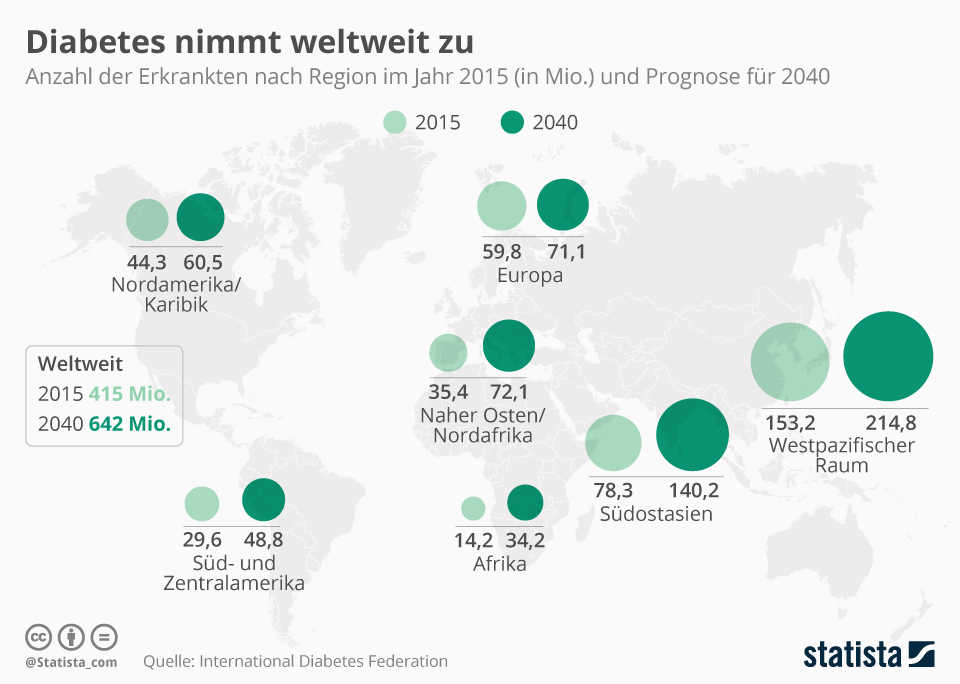 Diabetes nimmt weltweit zu
Anzahl der Erkrankten nach Region im Jahr 2015 (in Mio.) und Prognose für 2040
2015 2040
44,3 60,5
Nordamerika/
Karibik
59,8 71,1
Europa
Weltweit
2015 415 Mio.
2040 642 Mio.
35,4 72,1
Naher Osten/
Nordafrika
153,2 214,8
Westpazifischer
Raum
78,3 140,2
Südostasien
29,6 48,8
Süd- und
Zentralamerika
14,2 34,2
Afrika
cc
@Statista_com
Quelle: International Diabetes Federation
statista